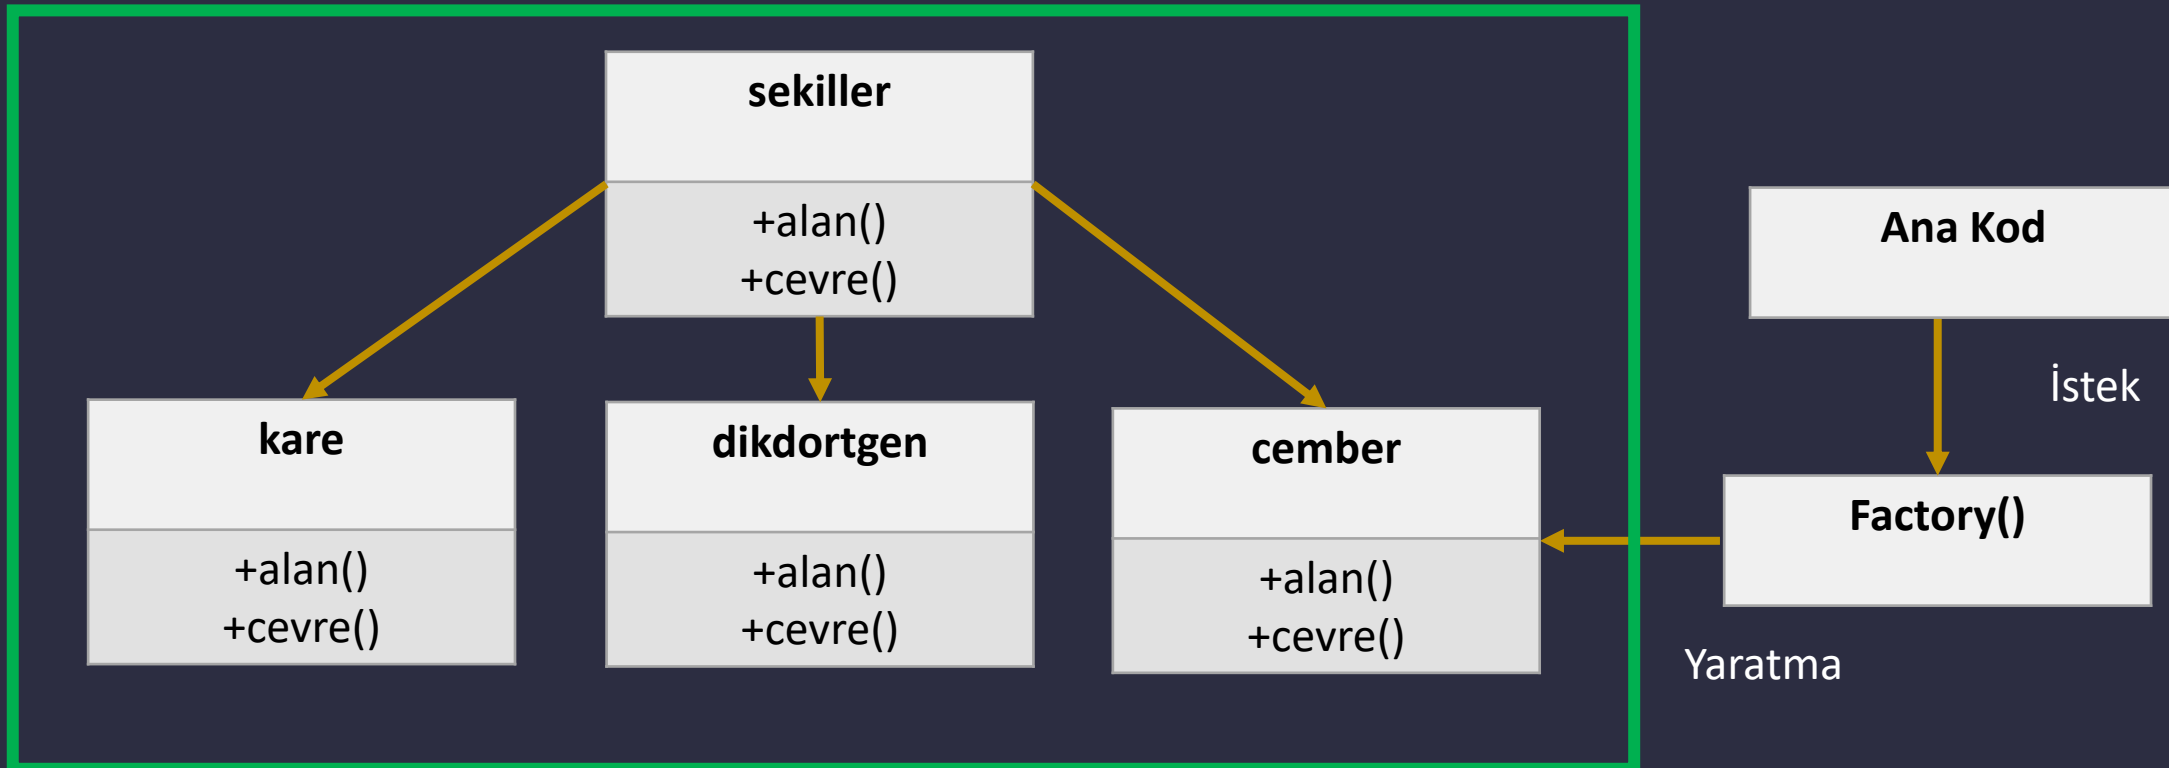 sekiller
+alan()
+cevre()
kare
+alan()
+cevre()
dikdortgen
+alan()
+cevre()
cember
+alan()
+cevre()
Ana Kod
İstek
Factory()
Yaratma